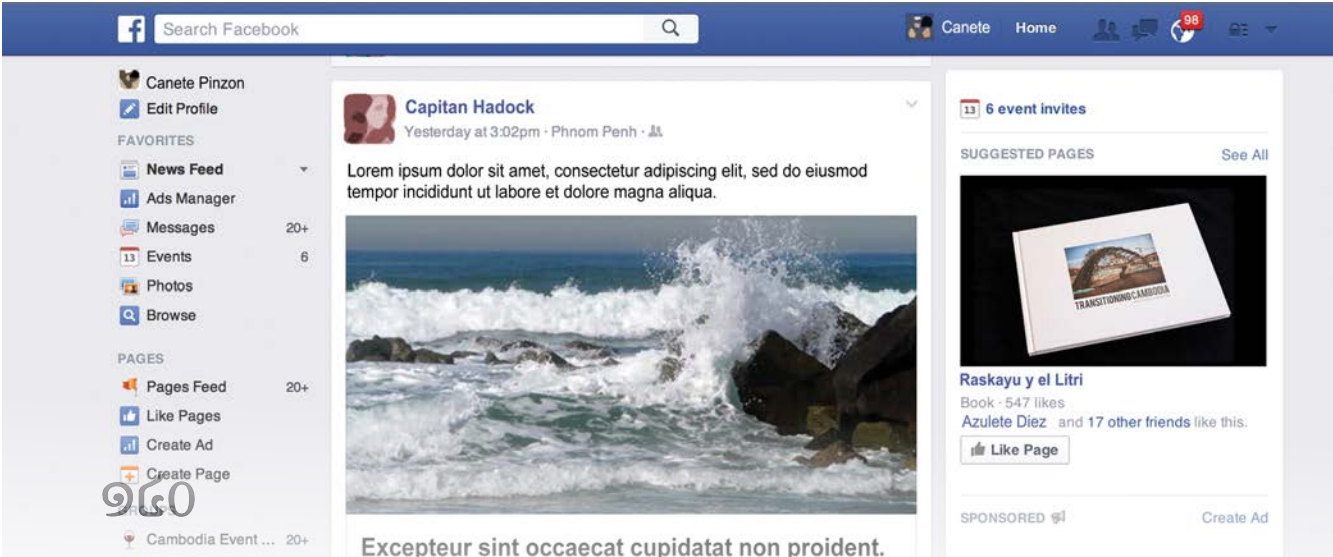 Search Facebook
Canete
Home
98
Canete Pinzon
Edit Profile
FAVORITES
News Feed
Ads Manager
Messages 20+
13 Events 6
Photos
Browse
PAGES
Pages Feed 20+
Like Pages
Create Ad
Create Page
១៤០
GROUPS
Cambodia Event ... 20+
Capitan Hadock
Yesterday at 3:02pm · Phnom Penh ·
Lorem ipsum dolor sit amet, consectetur adipiscing elit, sed do eiusmod
tempor incididunt ut labore et dolore magna aliqua.
Excepteur sint occaecat cupidatat non proident.
13 6 event invites
SUGGESTED PAGES See All
TRANSITIONING CAMBODIA
Raskayu y el Litri
Book · 547 likes
Azulete Diez and 17 other friends like this.
Like Page
SPONSORED Create Ad